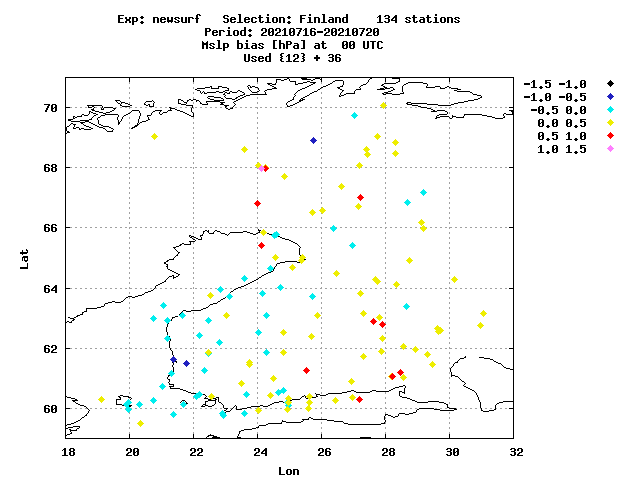 Exp: newsurf   Selection: Finland    134 stations
Period: 20210716-20210720
Mslp bias [hPa] at  00 UTC
Used {12} + 36
-1.5 -1.0
-1.0 -0.5
-0.5 0.0
0.0 0.5
0.5 1.0
1.0 1.5
70
68
66
64
62
60
Lat
18 20 22 24 26 28 30 32
Lon